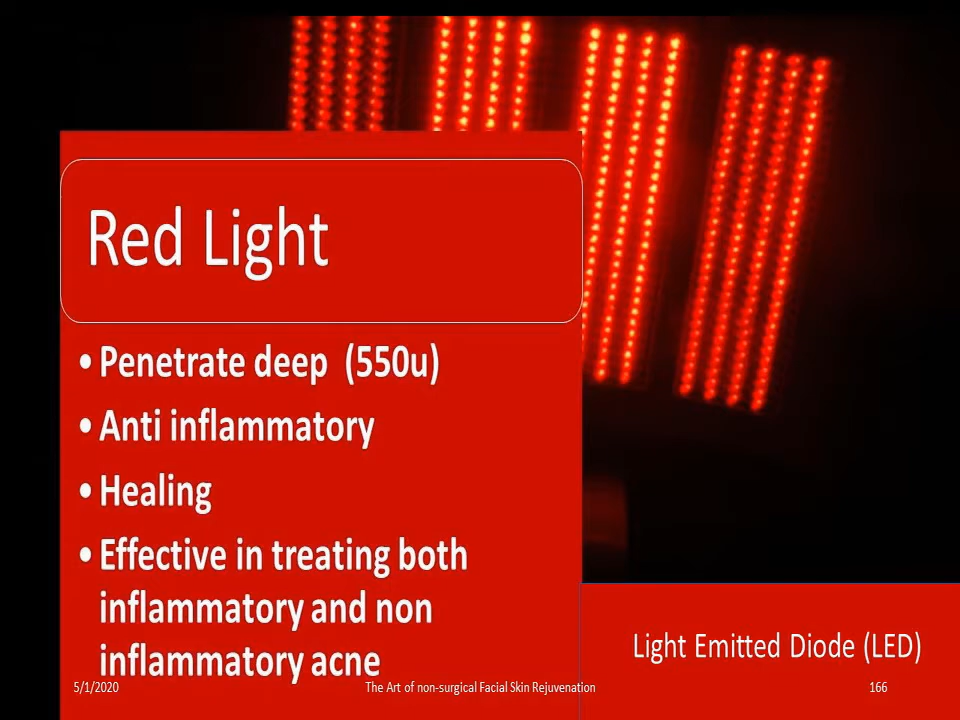 Red Light
• Penetrate deep (550u)
• Anti inflammatory
• Healing
• Effective in treating both
inflammatory and non
inflammatory acne
Light Emitted Diode (LED)
5/1/2020
The Art of non-surgical Facial Skin Rejuvenation
166